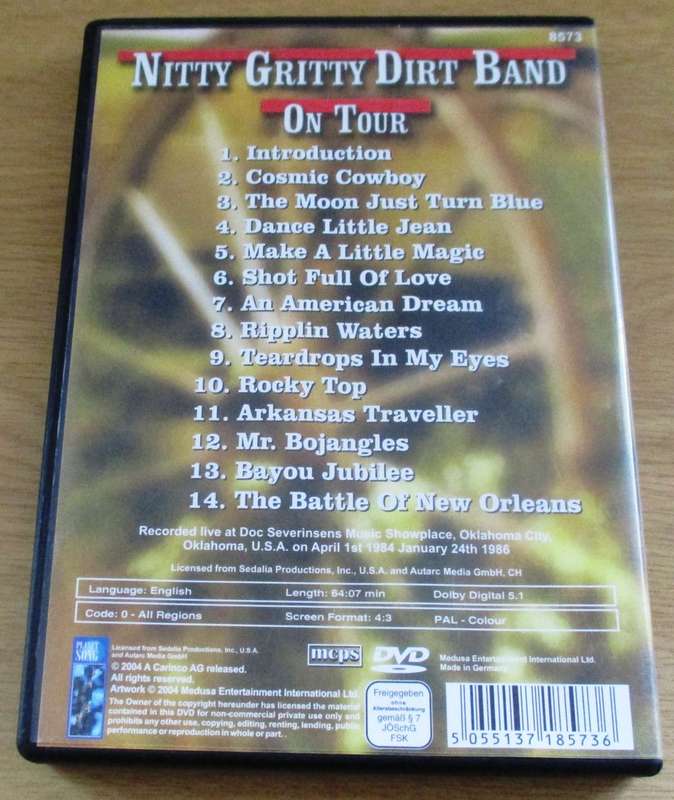 8573
NITTY GRITTY DIRT BAND
ON TOUR
1. Introduction
2. Cosmic Cowboy
3. The Moon Just Turn Blue
4. Dance Little Jean
5. Make A Little Magic
6. Shot Full Of Love
7. An American Dream
8. Ripplin Waters
9. Teardrops In My Eyes
10. Rocky Top
11. Arkansas Traveller
12. Mr. Bojangles
13. Bayou Jubilee
14. The Battle Of New Orleans
Recorded live at Doc Severinsens Music Showplace, Oklahoma City,
Oklahoma, U.S.A. on April 1st 1984 January 24th 1986
Licensed from Sedalia Productions, Inc., U.S.A. and Autarc Media GmbH, CH
Language: English Length: 64:07 min Dolby Digital 5.1
Code: 0 - All Regions Screen Format: 4:3 PAL - Colour
PLANET
SONG
Licensed from Sedalia Productions, Inc., U.S.A.
and Autarc Media GmbH
© 2004 A Carinco AG released.
All rights reserved.
Artwork © 2004 Medusa Entertainment International Ltd.
The Owner of the copyright hereunder has licensed the material
contained in this DVD for non-commercial private use only and
prohibits any other use, copying, editing, renting, lending, public
performance or reproduction in whole or part.
mcps
DVD
VIDEO
Medusa Entertainment International Ltd.
Made in Germany
Freigegeben
ohne
Altersbeschränkung
gemäß § 7
JÖSchG
FSK
5 055137 185736